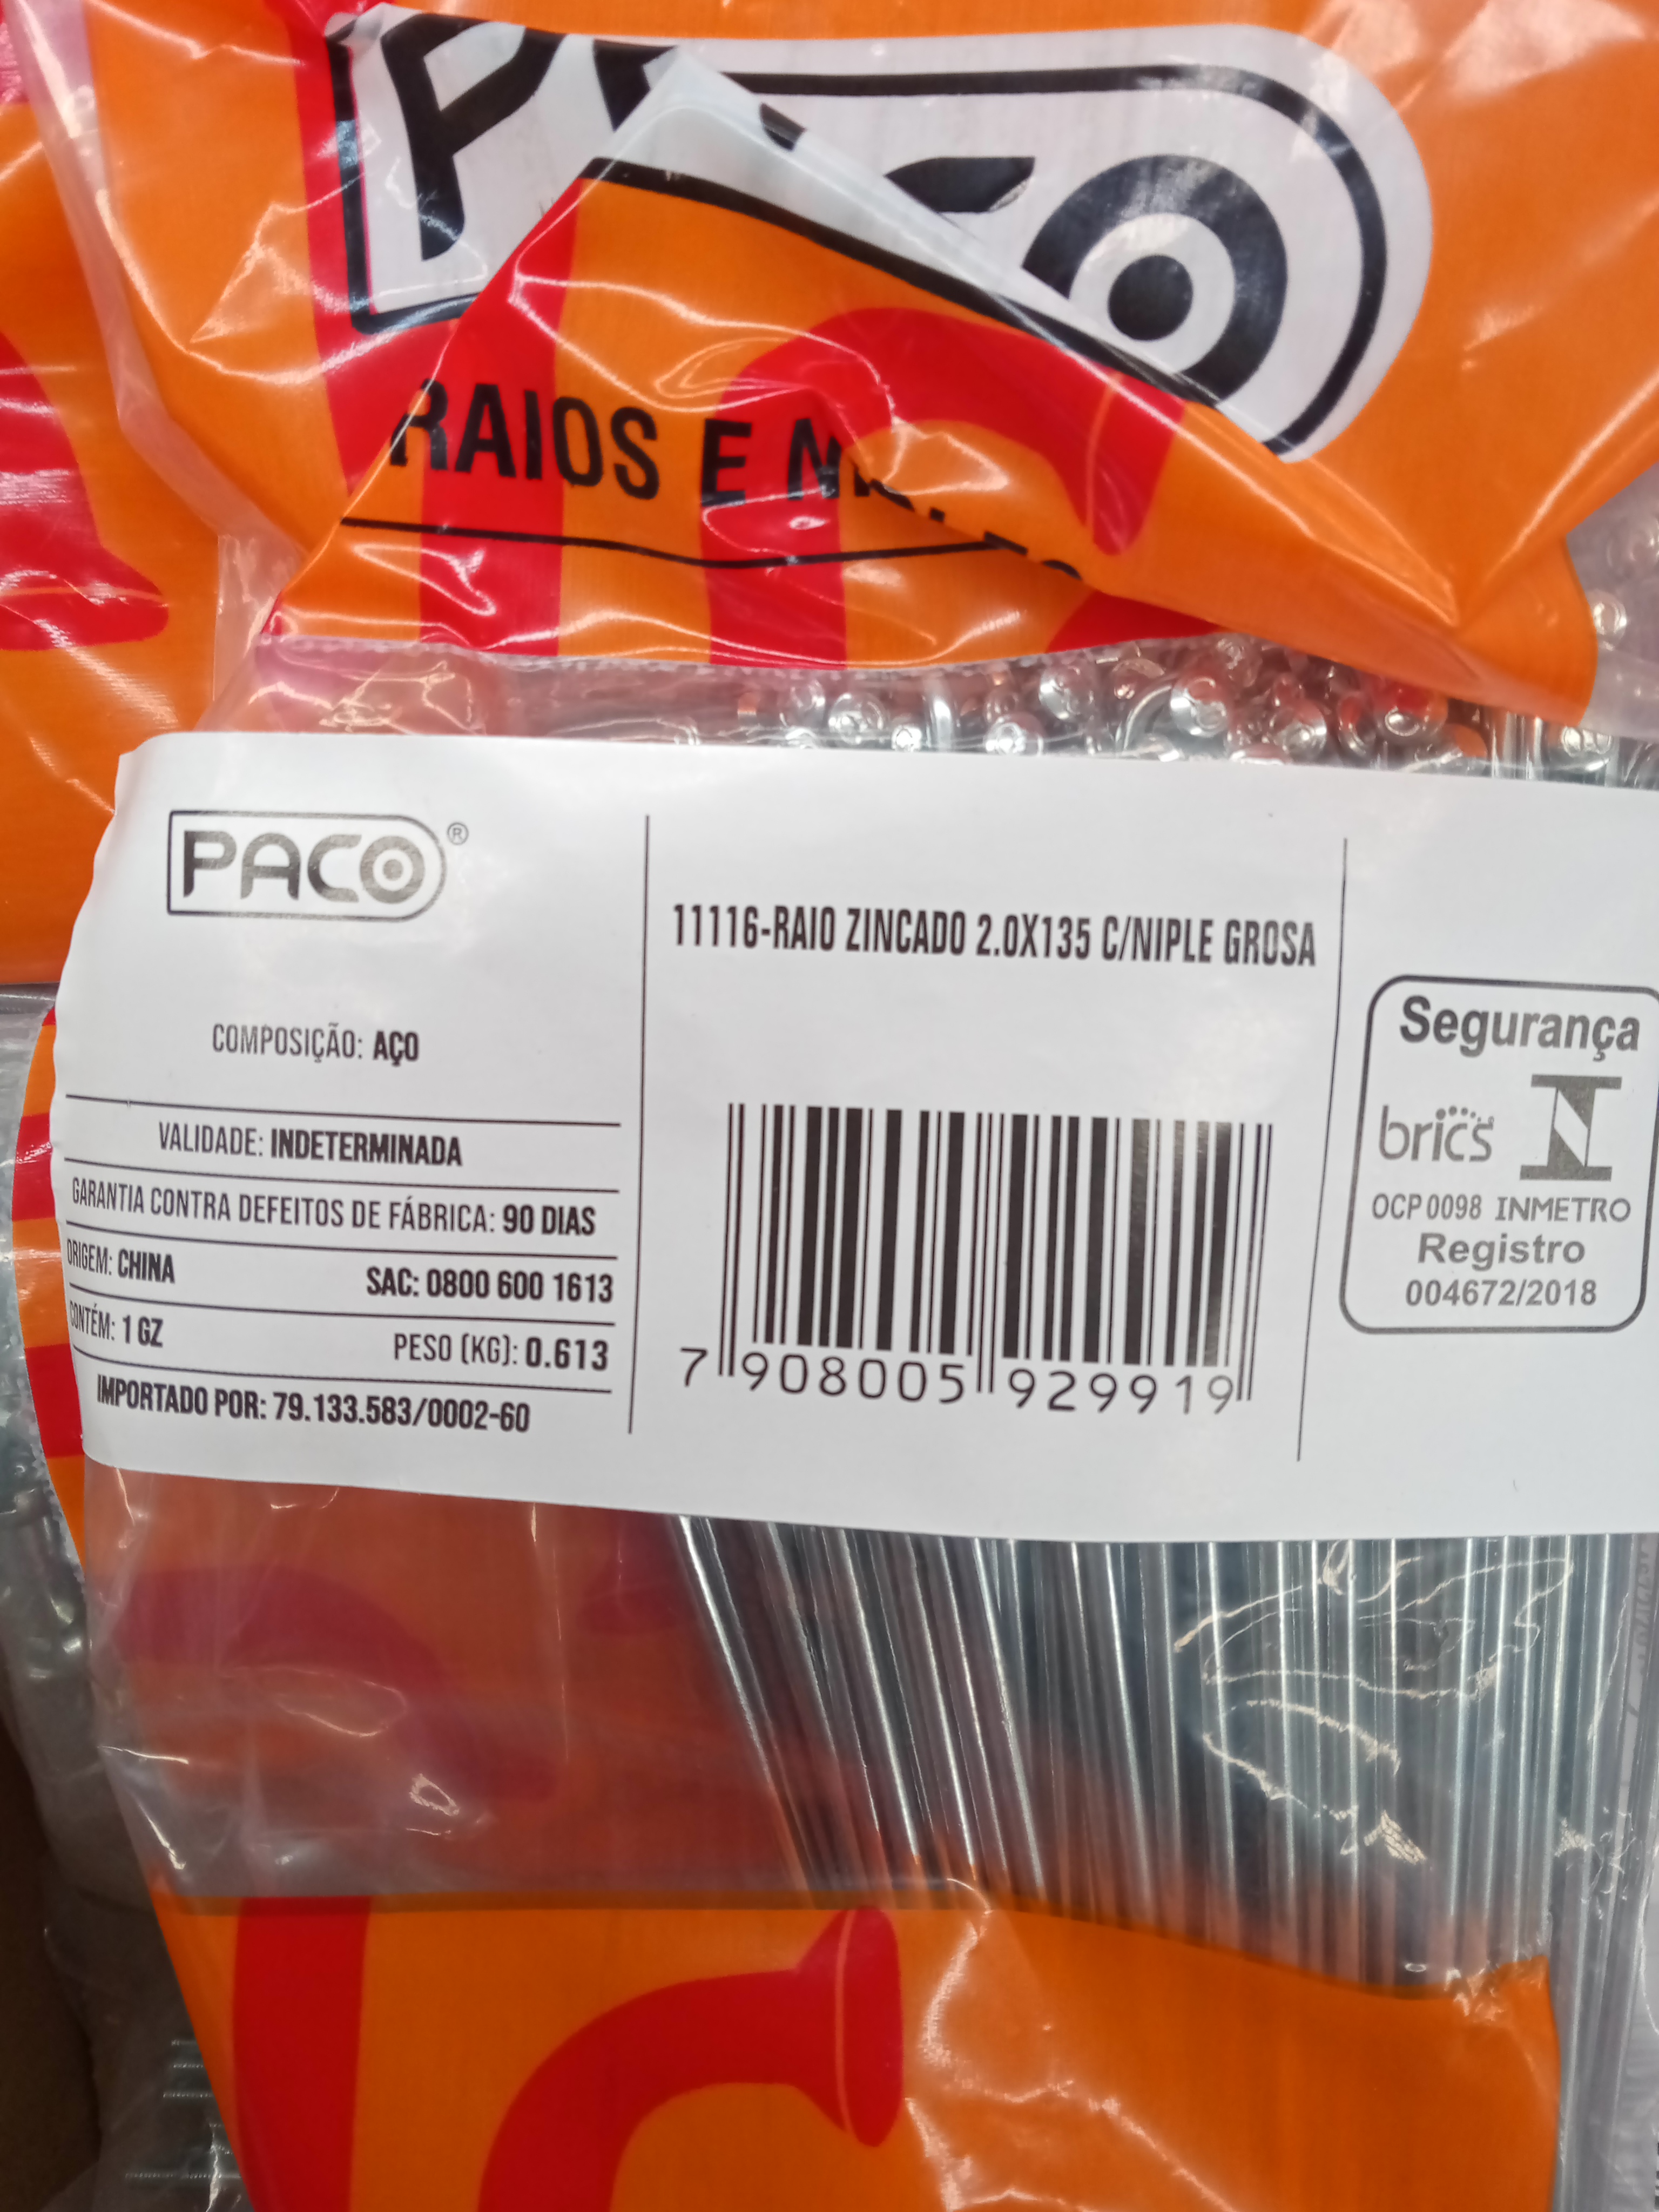 RAIOS E
PACO®
COMPOSIÇÃO: AÇO
VALIDADE: INDETERMINADA
GARANTIA CONTRA DEFEITOS DE FÁBRICA: 90 DIAS
ORIGEM: CHINA SAC: 0800 600 1613
CONTÉM: 1 GZ PESO (KG): 0.613
IMPORTADO POR: 79.133.583/0002-60
11116-RAIO ZINCADO 2.0X135 C/NIPLE GROSA
7 908005 929919
Segurança
brics
OCP 0098 INMETRO
Registro
004672/2018